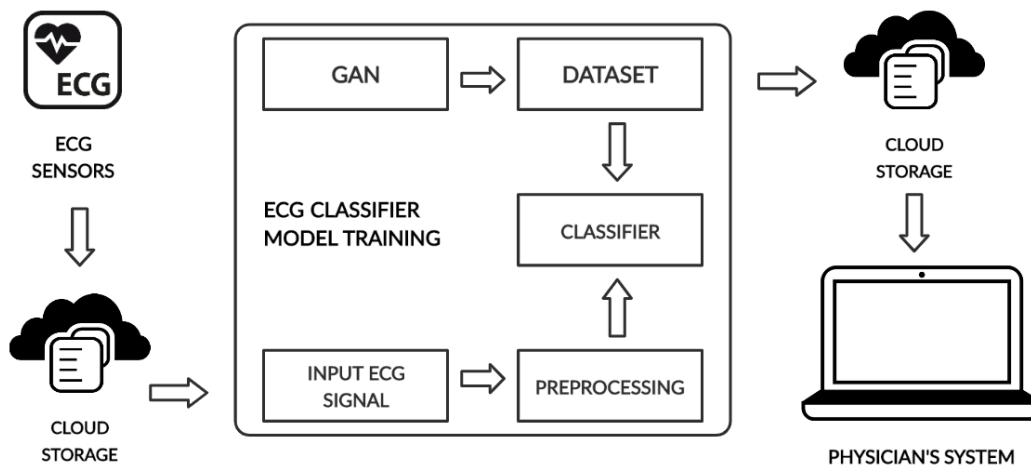 ECG
ECG
SENSORS
CLOUD
STORAGE
GAN
DATASET
ECG CLASSIFIER
MODEL TRAINING
CLASSIFIER
INPUT ECG
SIGNAL
PREPROCESSING
CLOUD
STORAGE
PHYSICIAN'S SYSTEM